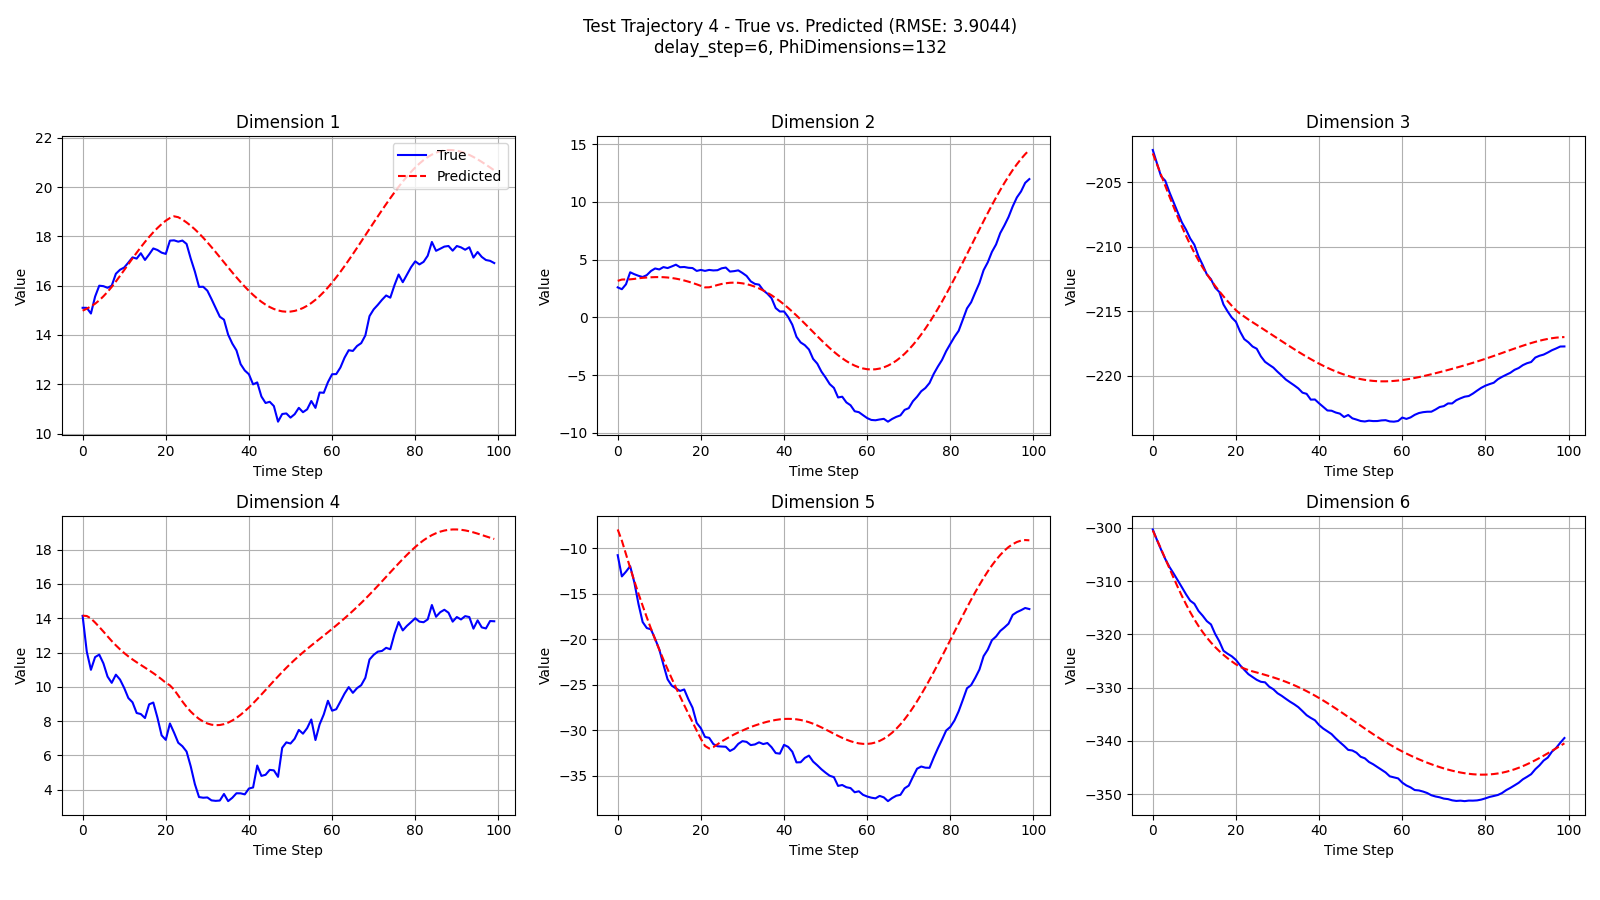 Test Trajectory 4 - True vs. Predicted (RMSE: 3.9044)
delay_step=6, PhiDimensions=132
Dimension 1
22
20
18
16
14
12
10
Value
0 20 40 60 80 100
Time Step
True
Predicted
Dimension 2
15
10
5
0
−5
−10
Value
0 20 40 60 80 100
Time Step
Dimension 3
−205
−210
−215
−220
Value
0 20 40 60 80 100
Time Step
Dimension 4
18
16
14
12
10
8
6
4
Value
0 20 40 60 80 100
Time Step
Dimension 5
−10
−15
−20
−25
−30
−35
Value
0 20 40 60 80 100
Time Step
Dimension 6
−300
−310
−320
−330
−340
−350
Value
0 20 40 60 80 100
Time Step